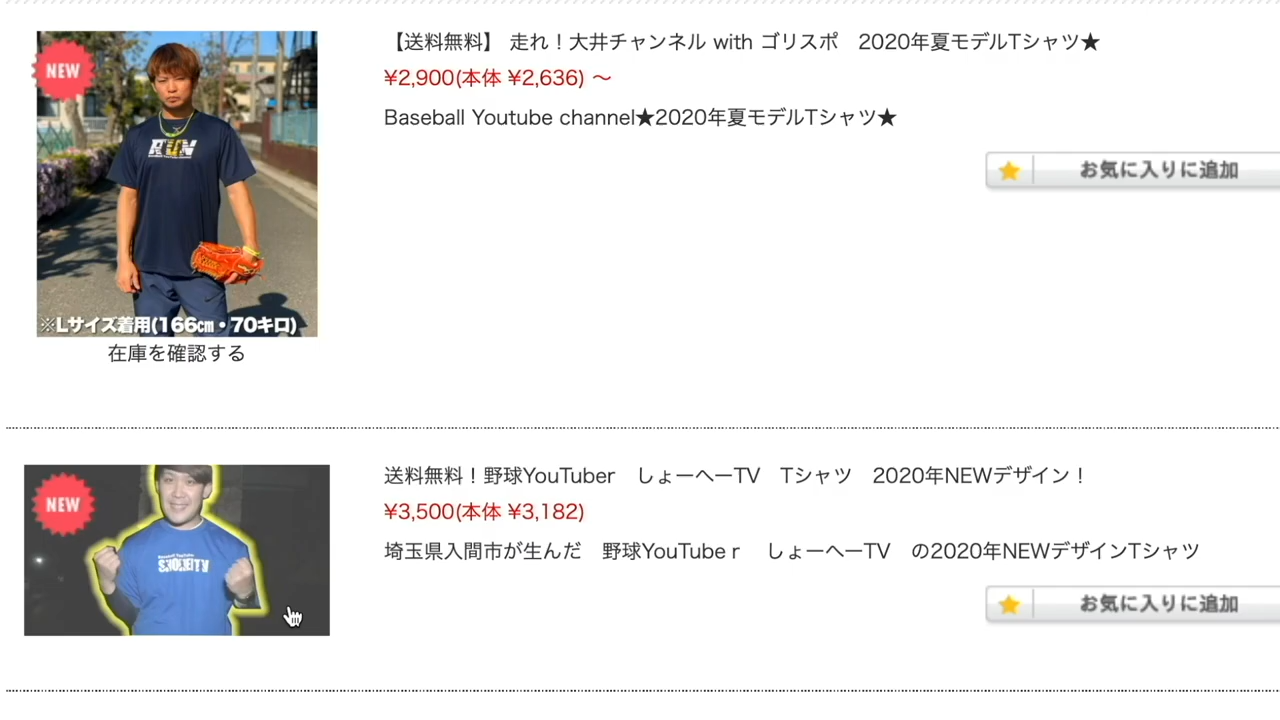 NEW
RUN
※Lサイズ着用(166㎝・70キロ)
在庫を確認する
【送料無料】 走れ！大井チャンネル with ゴリスポ　2020年夏モデルTシャツ★
¥2,900(本体 ¥2,636) ～
Baseball Youtube channel★2020年夏モデルTシャツ★
お気に入りに追加
NEW
Baseball YouTuber
SHOHEITV
送料無料！野球YouTuber　しょーへーTV　Tシャツ　2020年NEWデザイン！
¥3,500(本体 ¥3,182)
埼玉県入間市が生んだ　野球YouTubeｒ　しょーへーTV　の2020年NEWデザインTシャツ
お気に入りに追加